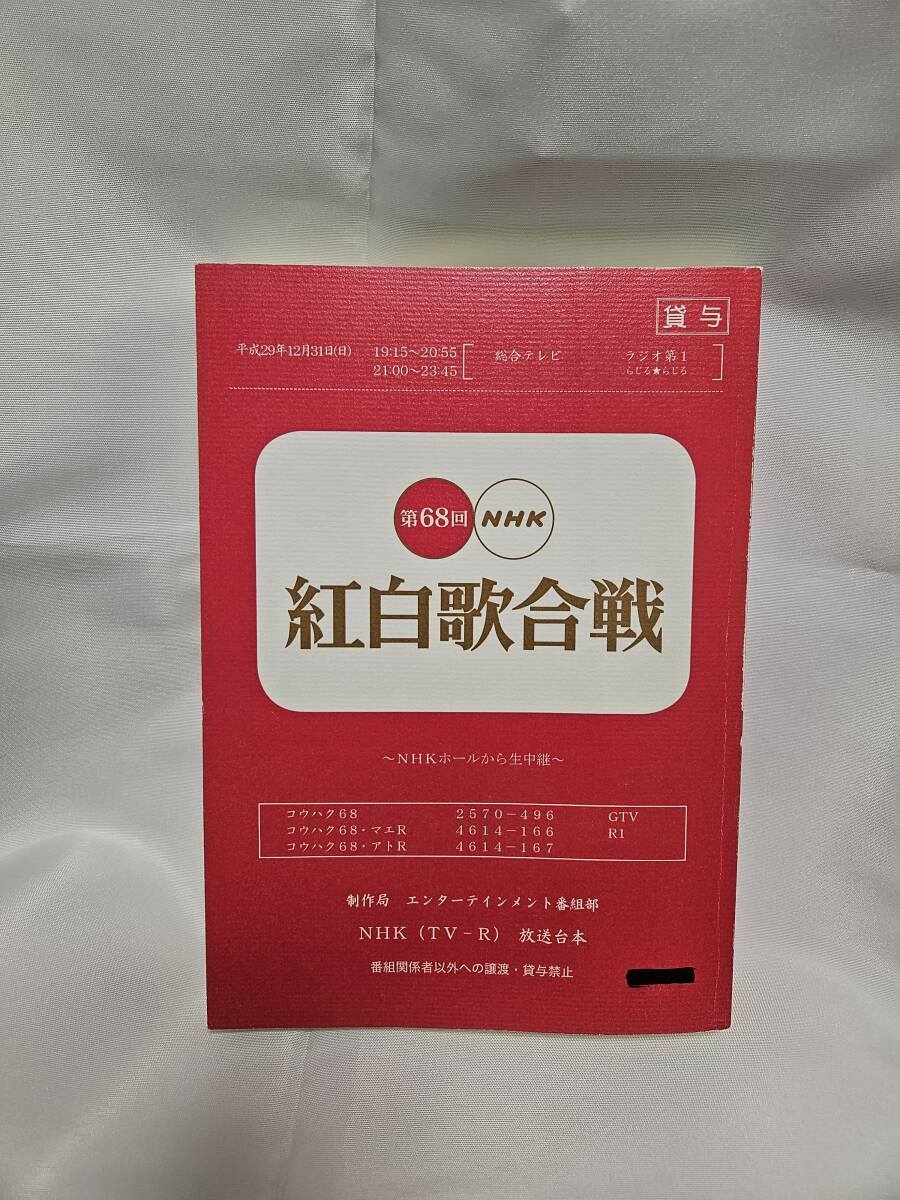 貸与
平成29年12月31日(日) 19:15～20:55 総合テレビ ラジオ第1
21:00～23:45 らじる★らじる
第68回 NHK
紅白歌合戦
～NHKホールから生中継～
コウハク68 2570－496 GTV
コウハク68・マエR 4614－166 R1
コウハク68・アトR 4614－167
制作局 エンターテインメント番組部
NHK（TV－R） 放送台本
番組関係者以外への譲渡・貸与禁止